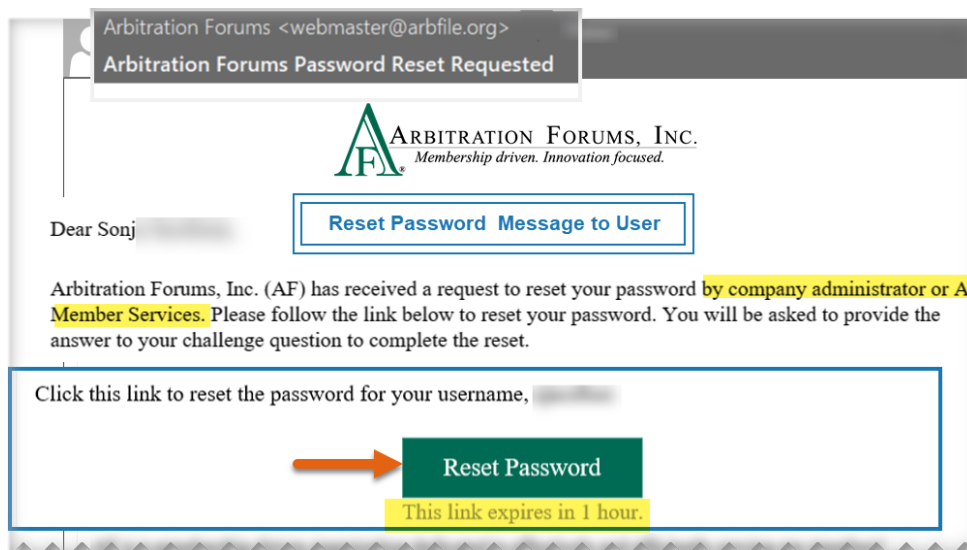 Arbitration Forums <webmaster@arbfile.org>
Arbitration Forums Password Reset Requested
AF®
ARBITRATION FORUMS, INC.
Membership driven. Innovation focused.
Reset Password Message to User
Dear Sonj
Arbitration Forums, Inc. (AF) has received a request to reset your password by company administrator or A
Member Services. Please follow the link below to reset your password. You will be asked to provide the
answer to your challenge question to complete the reset.
Click this link to reset the password for your username,
Reset Password
This link expires in 1 hour.